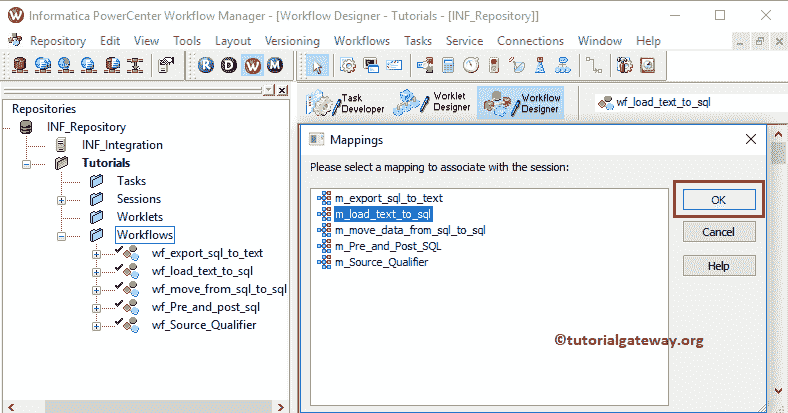 Informatica PowerCenter Workflow Manager - [Workflow Designer - Tutorials - [INF_Repository]]
Repository Edit View Tools Layout Versioning Workflows Tasks Service Connections Window Help
R D W M
Repositories
INF_Repository
INF_Integration
Tutorials
Tasks
Sessions
Worklets
Workflows
wf_export_sql_to_text
wf_load_text_to_sql
wf_move_from_sql_to_sql
wf_Pre_and_post_sql
wf_Source_Qualifier
Task
Developer
Worklet
Designer
Workflow
Designer
wf_load_text_to_sql
Mappings
Please select a mapping to associate with the session:
m_export_sql_to_text
m_load_text_to_sql
m_move_data_from_sql_to_sql
m_Pre_and_Post_SQL
m_Source_Qualifier
OK
Cancel
Help
©tutorialgateway.org